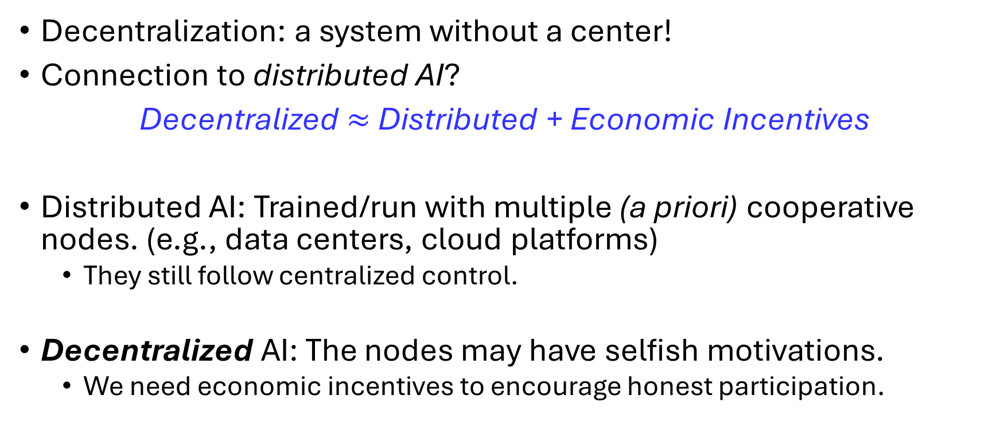 • Decentralization: a system without a center!
• Connection to distributed AI?
Decentralized ≈ Distributed + Economic Incentives
• Distributed AI: Trained/run with multiple (a priori) cooperative
nodes. (e.g., data centers, cloud platforms)
• They still follow centralized control.
• Decentralized AI: The nodes may have selfish motivations.
• We need economic incentives to encourage honest participation.